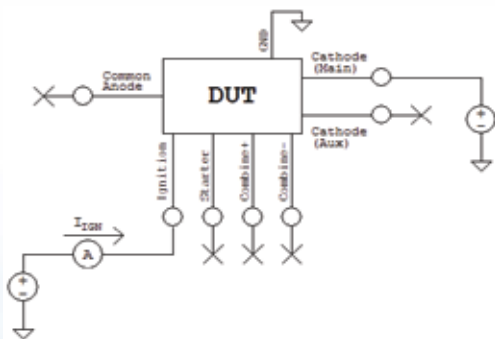 GND
Cathode
(Main)
Common
Anode
DUT
Cathode
(Aux)
Ignition
Starter
Combine+
Combine-
I_IGN
A
+
-
+
-